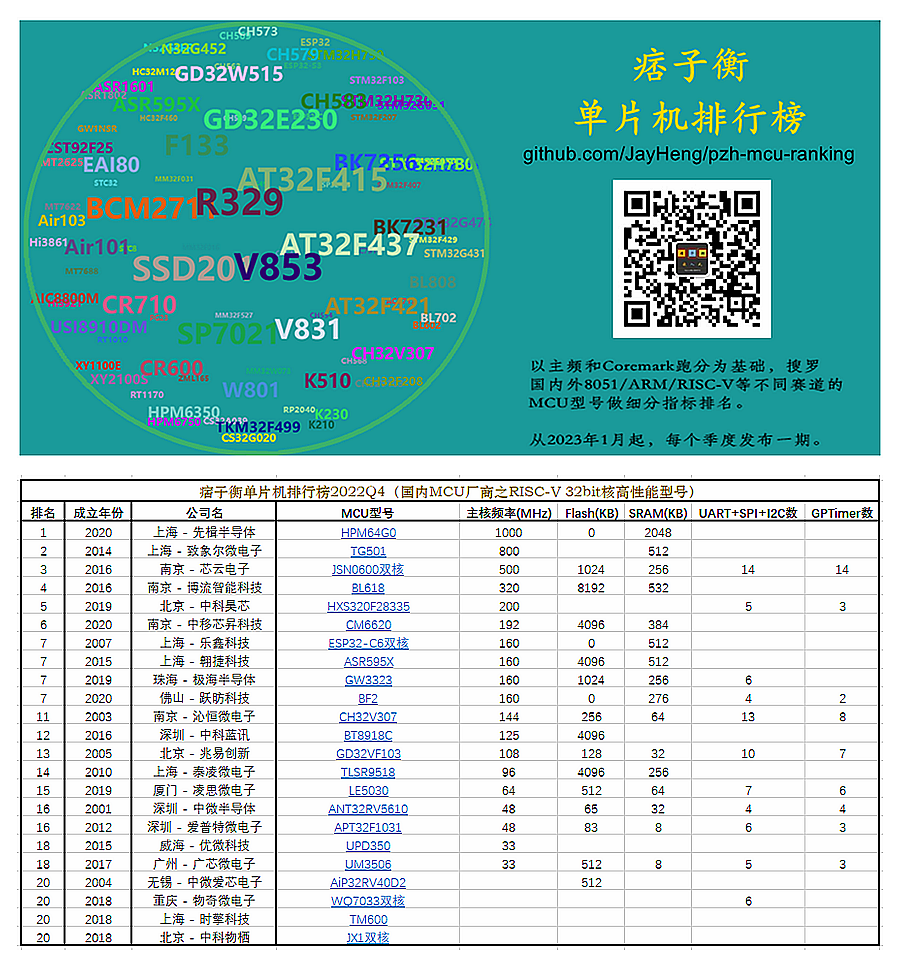 CH573
N32G452
ESP32
CH579
STM32H750
HC32M120
GD32W515
STM32F103
ASR1601
ASR1802
ASR595X
CH583
STM32H73
HC32F460
GD32E230
STM32F207
GW1NSR
F133
CST92F25
MT2625
EAI80
BK7256
STC32
MM32F031
AT32F415
MT7622
BCM271
R329
Air103
BK7231
STM32G474
Hi3861
Air101
AT32F437
STM32F429
STM32G431
SSD20
V853
MT7688
BL808
AIC8800M
CR710
AT32F421
MM32F527
BL702
USI8910DM
SP7021
V831
RT1010
CH32V307
XY1100E
CR600
XY2100S
ZML165
K510
CH32F208
RT1170
W801
HPM6350
RP2040
K230
HPM6750
TKM32F499
K210
CS32G020
痞子衡
单片机排行榜
github.com/JayHeng/pzh-mcu-ranking
以主频和Coremark跑分为基础，搜罗
国内外8051/ARM/RISC-V等不同赛道的
MCU型号做细分指标排名。
从2023年1月起，每个季度发布一期。
痞子衡单片机排行榜2022Q4（国内MCU厂商之RISC-V 32bit核高性能型号）
排名 成立年份 公司名 MCU型号 主核频率(MHz) Flash(KB) SRAM(KB) UART+SPI+I2C数 GPTimer数
1 2020 上海 - 先楫半导体 HPM64G0 1000 0 2048
2 2014 上海 - 致象尔微电子 TG501 800 512
3 2016 南京 - 芯云电子 JSN0600双核 500 1024 256 14 14
4 2016 南京 - 博流智能科技 BL618 320 8192 532
5 2019 北京 - 中科昊芯 HXS320F28335 200 5 3
6 2020 南京 - 中移芯昇科技 CM6620 192 4096 384
7 2007 上海 - 乐鑫科技 ESP32-C6双核 160 0 512
7 2015 上海 - 翱捷科技 ASR595X 160 4096 512
7 2019 珠海 - 极海半导体 GW3323 160 1024 256 6
7 2020 佛山 - 跃昉科技 BF2 160 0 276 4 2
11 2003 南京 - 沁恒微电子 CH32V307 144 256 64 13 8
12 2016 深圳 - 中科蓝讯 BT8918C 125 4096
13 2005 北京 - 兆易创新 GD32VF103 108 128 32 10 7
14 2010 上海 - 泰凌微电子 TLSR9518 96 4096 256
15 2019 厦门 - 凌思微电子 LE5030 64 512 64 7 6
16 2001 深圳 - 中微半导体 ANT32RV5610 48 65 32 4 4
16 2012 深圳 - 爱普特微电子 APT32F1031 48 83 8 6 3
18 2015 威海 - 优微科技 UPD350 33
18 2017 广州 - 广芯微电子 UM3506 33 512 8 5 3
20 2004 无锡 - 中微爱芯电子 AiP32RV40D2 512
20 2018 重庆 - 物奇微电子 WQ7033双核 6
20 2018 上海 - 时擎科技 TM600
20 2018 北京 - 中科物栖 JX1双核